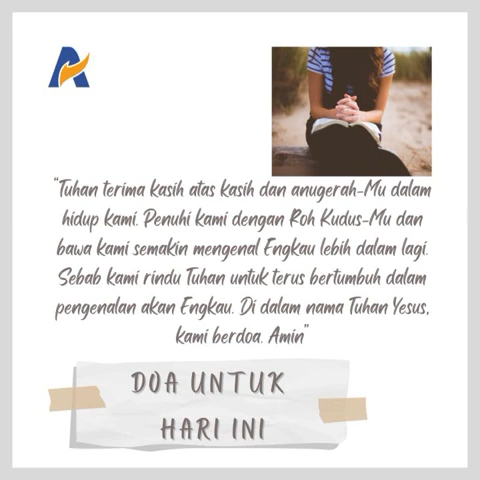 "Tuhan terima kasih atas kasih dan anugerah-Mu dalam
hidup kami. Penuhi kami dengan Roh Kudus-Mu dan
bawa kami semakin mengenal Engkau lebih dalam lagi.
Sebab kami rindu Tuhan untuk terus bertumbuh dalam
pengenalan akan Engkau. Di dalam nama Tuhan Yesus,
kami berdoa. Amin"
DOA UNTUK
HARI INI